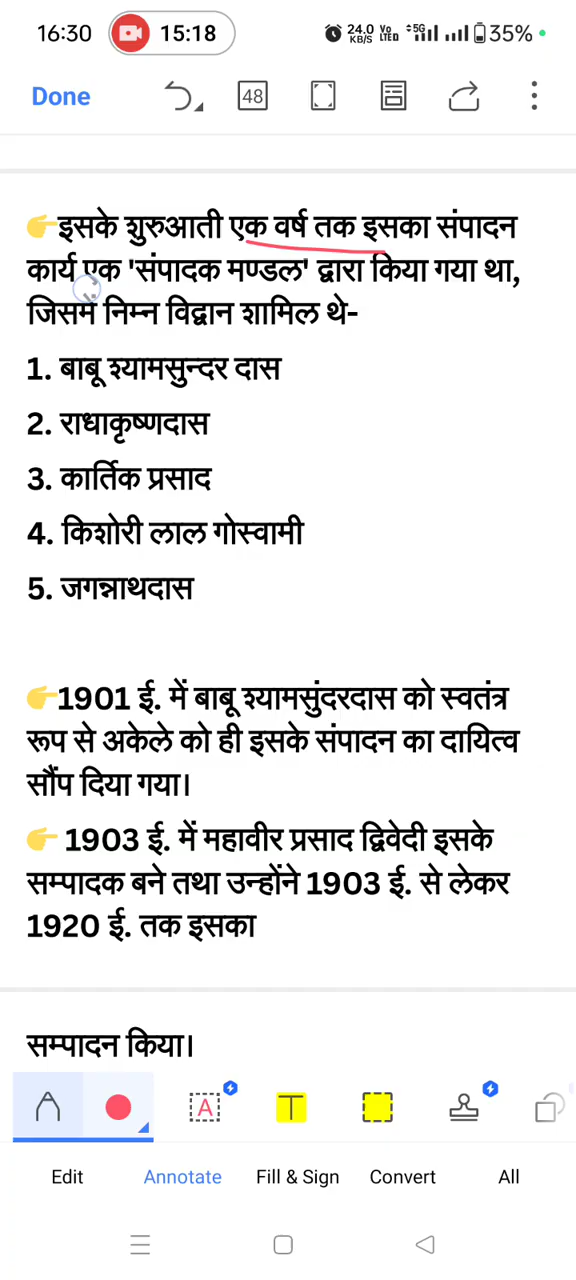 16:30 15:18 24.0 KB/S Vo LTED 5G 35%
Done 48
👉इसके शुरुआती एक वर्ष तक इसका संपादन
कार्य एक 'संपादक मण्डल' द्वारा किया गया था,
जिसमें निम्न विद्वान शामिल थे-
1. बाबू श्यामसुन्दर दास
2. राधाकृष्णदास
3. कार्तिक प्रसाद
4. किशोरी लाल गोस्वामी
5. जगन्नाथदास
👉1901 ई. में बाबू श्यामसुंदरदास को स्वतंत्र
रूप से अकेले को ही इसके संपादन का दायित्व
सौंप दिया गया।
👉 1903 ई. में महावीर प्रसाद द्विवेदी इसके
सम्पादक बने तथा उन्होंने 1903 ई. से लेकर
1920 ई. तक इसका
सम्पादन किया।
A T
Edit Annotate Fill & Sign Convert All